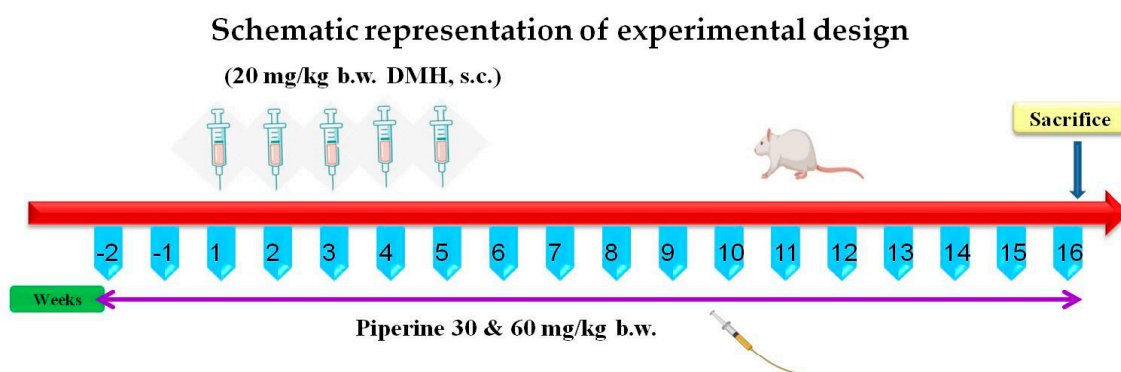 Schematic representation of experimental design
(20 mg/kg b.w. DMH, s.c.)
Sacrifice
-2 -1 1 2 3 4 5 6 7 8 9 10 11 12 13 14 15 16
Weeks
Piperine 30 & 60 mg/kg b.w.